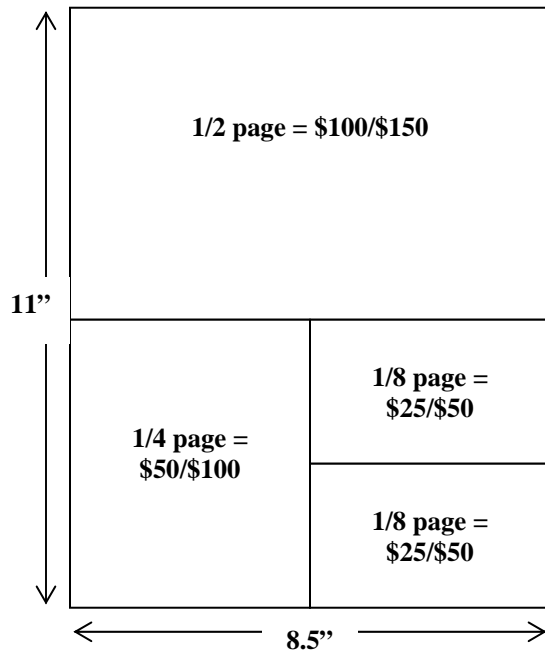 1/2 page = $100/$150
11”
1/4 page =
$50/$100
1/8 page =
$25/$50
1/8 page =
$25/$50
8.5”